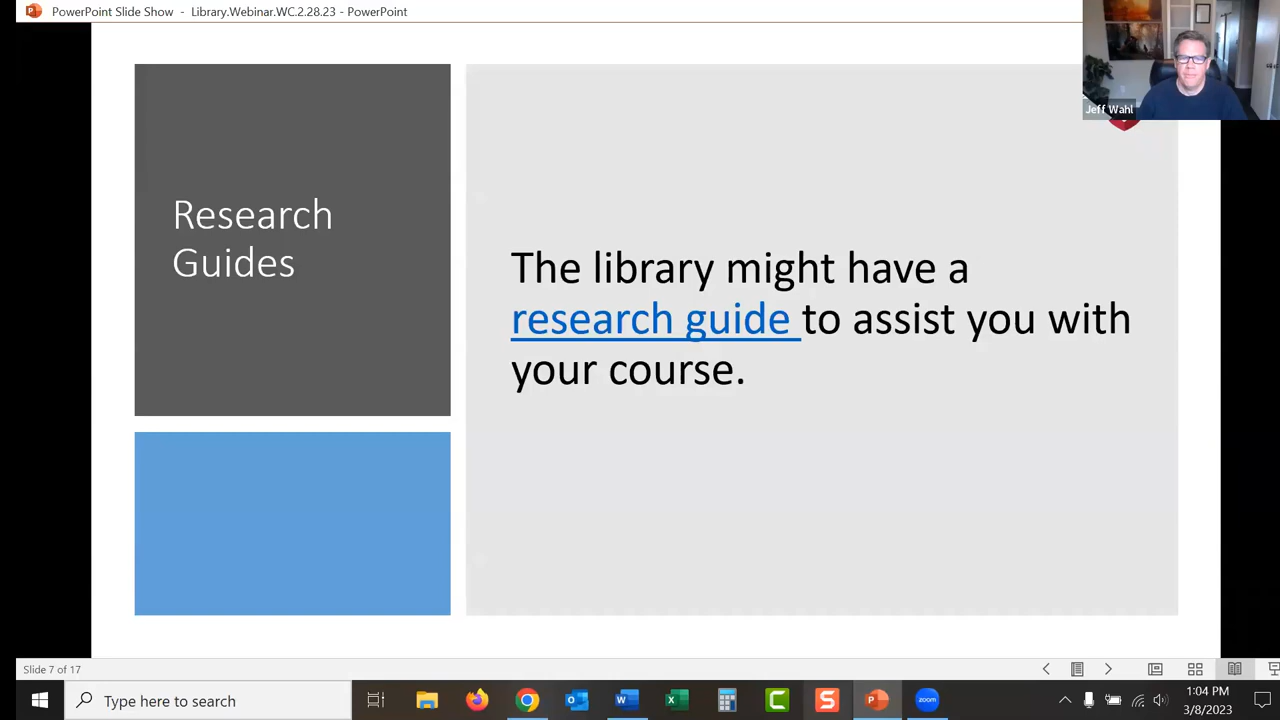 PowerPoint Slide Show - Library.Webinar.WC.2.28.23 - PowerPoint
Jeff Wahl
Research
Guides
The library might have a
research guide to assist you with
your course.
Slide 7 of 17
Type here to search
zoom
1:04 PM
3/8/2023